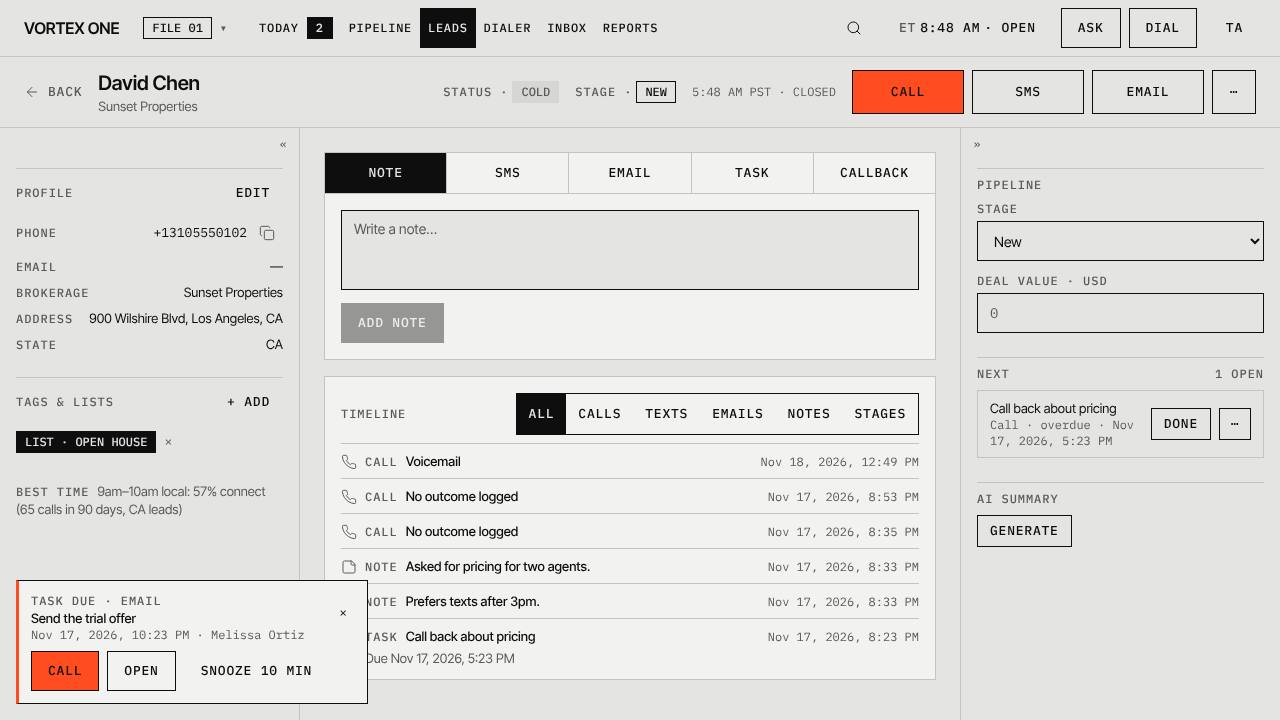 VORTEX ONE FILE 01 ▾ TODAY 2 PIPELINE LEADS DIALER INBOX REPORTS ET 8:48 AM · OPEN ASK DIAL TA
← BACK David Chen
Sunset Properties
STATUS · COLD STAGE · NEW 5:48 AM PST · CLOSED CALL SMS EMAIL ⋯
«
PROFILE EDIT
PHONE +13105550102
EMAIL —
BROKERAGE Sunset Properties
ADDRESS 900 Wilshire Blvd, Los Angeles, CA
STATE CA
TAGS & LISTS + ADD
LIST · OPEN HOUSE ×
BEST TIME 9am–10am local: 57% connect
(65 calls in 90 days, CA leads)
TASK DUE · EMAIL ×
Send the trial offer
Nov 17, 2026, 10:23 PM · Melissa Ortiz
CALL OPEN SNOOZE 10 MIN
NOTE SMS EMAIL TASK CALLBACK
Write a note…
ADD NOTE
TIMELINE ALL CALLS TEXTS EMAILS NOTES STAGES
CALL Voicemail Nov 18, 2026, 12:49 PM
CALL No outcome logged Nov 17, 2026, 8:53 PM
CALL No outcome logged Nov 17, 2026, 8:35 PM
NOTE Asked for pricing for two agents. Nov 17, 2026, 8:33 PM
NOTE Prefers texts after 3pm. Nov 17, 2026, 8:33 PM
TASK Call back about pricing Nov 17, 2026, 8:23 PM
Due Nov 17, 2026, 5:23 PM
»
PIPELINE
STAGE
New
DEAL VALUE · USD
0
NEXT 1 OPEN
Call back about pricing
Call · overdue · Nov
17, 2026, 5:23 PM
DONE ⋯
AI SUMMARY
GENERATE